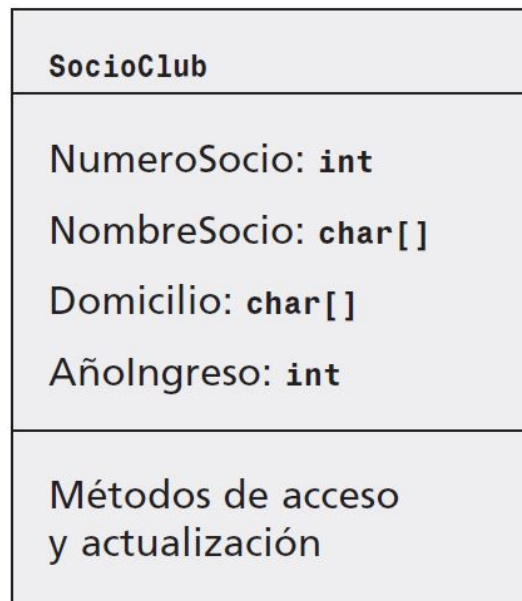 SocioClub
NumeroSocio: int
NombreSocio: char[]
Domicilio: char[]
AñoIngreso: int
Métodos de acceso
y actualización